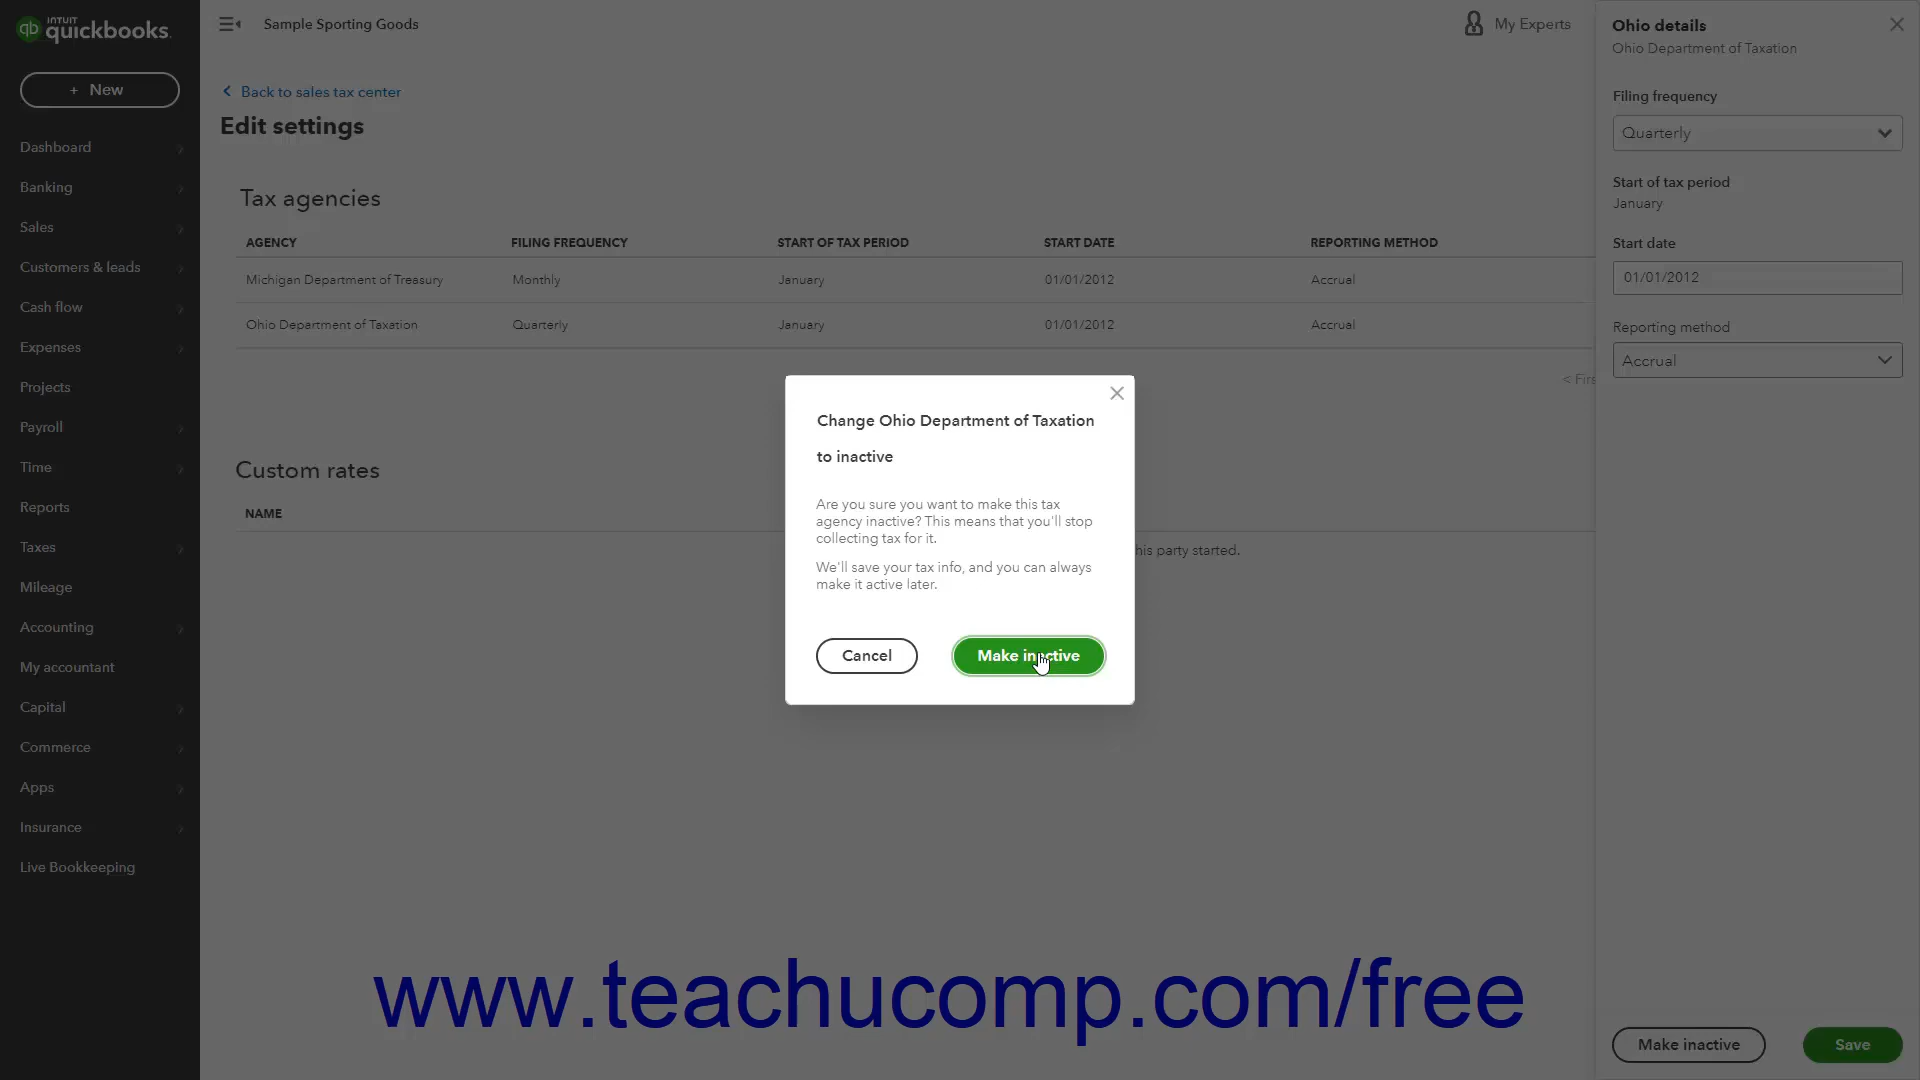 INTUIT
quickbooks.
qb
Sample Sporting Goods
My Experts
+ New
Dashboard
Banking
Sales
Customers & leads
Cash flow
Expenses
Projects
Payroll
Time
Reports
Taxes
Mileage
Accounting
My accountant
Capital
Commerce
Apps
Insurance
Live Bookkeeping
Back to sales tax center
Edit settings
Tax agencies
AGENCY FILING FREQUENCY START OF TAX PERIOD START DATE REPORTING METHOD
Michigan Department of Treasury Monthly January 01/01/2012 Accrual
Ohio Department of Taxation Quarterly January 01/01/2012 Accrual
< Firs
Custom rates
NAME
his party started.
Change Ohio Department of Taxation
to inactive
Are you sure you want to make this tax
agency inactive? This means that you'll stop
collecting tax for it.
We'll save your tax info, and you can always
make it active later.
Cancel
Make inactive
Ohio details
Ohio Department of Taxation
Filing frequency
Quarterly
Start of tax period
January
Start date
01/01/2012
Reporting method
Accrual
Make inactive
Save
www.teachucomp.com/free